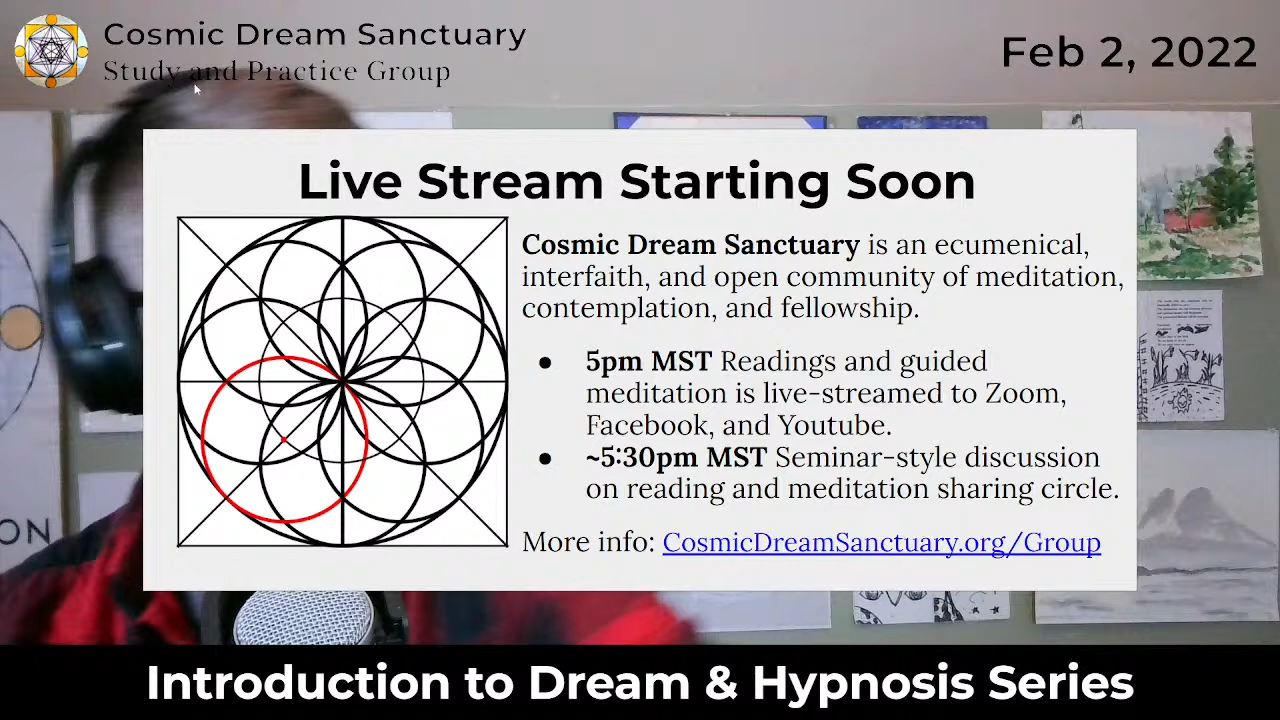 Cosmic Dream Sanctuary
Study and Practice Group
Feb 2, 2022
Live Stream Starting Soon
Cosmic Dream Sanctuary is an ecumenical,
interfaith, and open community of meditation,
contemplation, and fellowship.
● 5pm MST Readings and guided
meditation is live-streamed to Zoom,
Facebook, and Youtube.
● ~5:30pm MST Seminar-style discussion
on reading and meditation sharing circle.
More info: CosmicDreamSanctuary.org/Group
ON
Introduction to Dream & Hypnosis Series